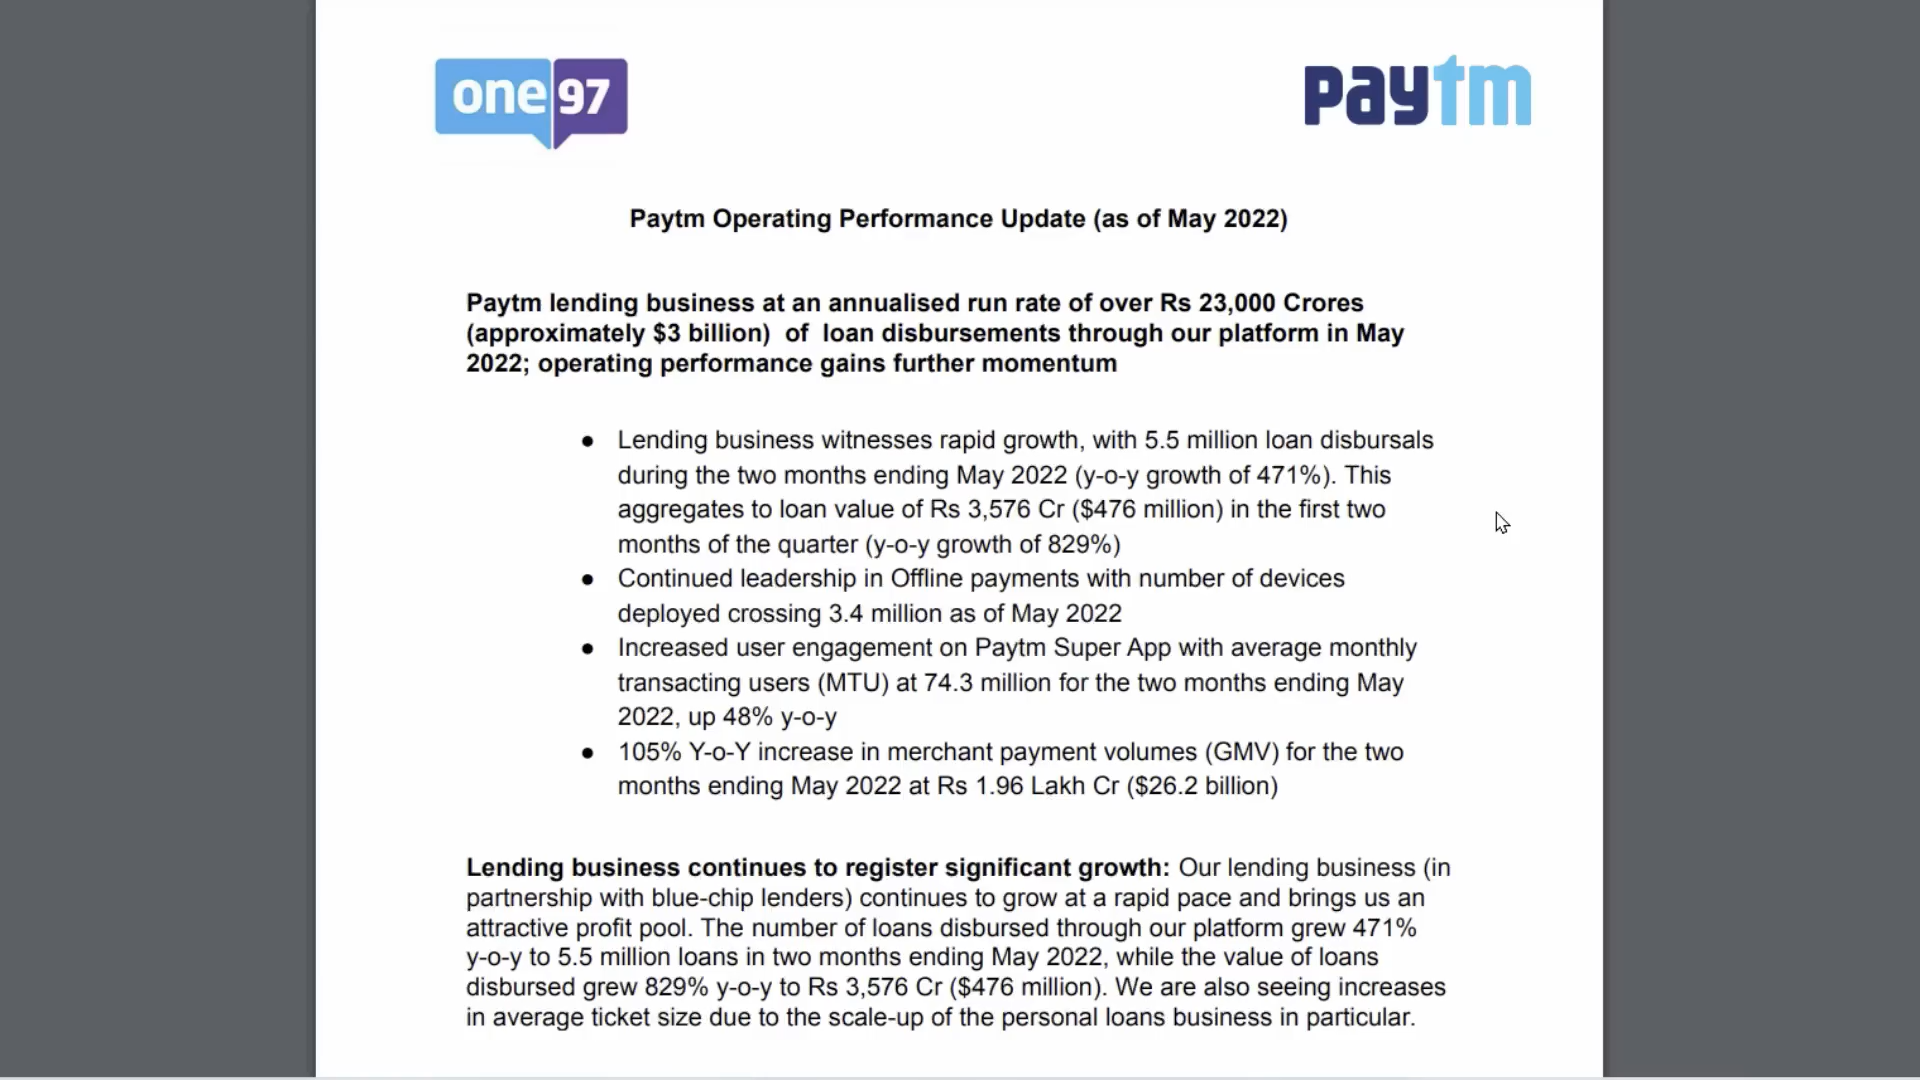 one97
paytm
Paytm Operating Performance Update (as of May 2022)
Paytm lending business at an annualised run rate of over Rs 23,000 Crores
(approximately $3 billion) of loan disbursements through our platform in May
2022; operating performance gains further momentum
● Lending business witnesses rapid growth, with 5.5 million loan disbursals
during the two months ending May 2022 (y-o-y growth of 471%). This
aggregates to loan value of Rs 3,576 Cr ($476 million) in the first two
months of the quarter (y-o-y growth of 829%)
● Continued leadership in Offline payments with number of devices
deployed crossing 3.4 million as of May 2022
● Increased user engagement on Paytm Super App with average monthly
transacting users (MTU) at 74.3 million for the two months ending May
2022, up 48% y-o-y
● 105% Y-o-Y increase in merchant payment volumes (GMV) for the two
months ending May 2022 at Rs 1.96 Lakh Cr ($26.2 billion)
Lending business continues to register significant growth: Our lending business (in
partnership with blue-chip lenders) continues to grow at a rapid pace and brings us an
attractive profit pool. The number of loans disbursed through our platform grew 471%
y-o-y to 5.5 million loans in two months ending May 2022, while the value of loans
disbursed grew 829% y-o-y to Rs 3,576 Cr ($476 million). We are also seeing increases
in average ticket size due to the scale-up of the personal loans business in particular.